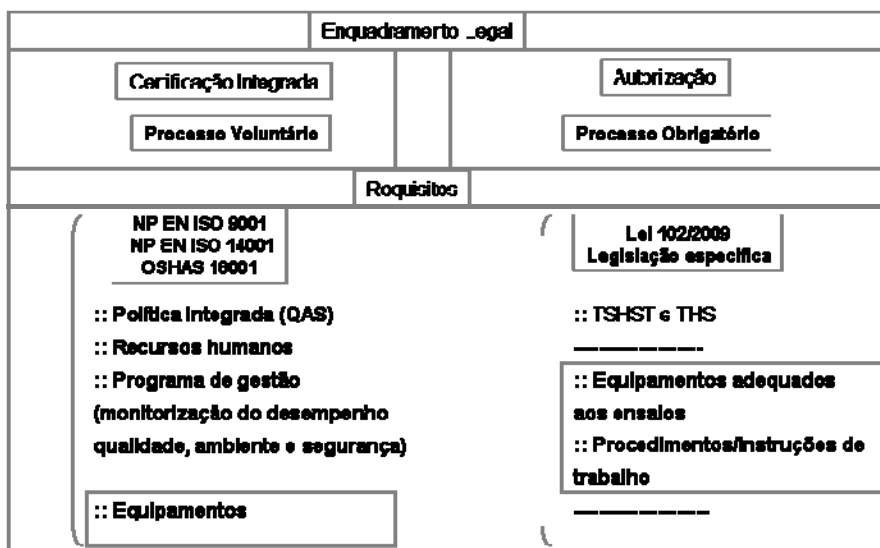 Enquadramento Legal
Certificação Integrada
Autorização
Processo Voluntário
Processo Obrigatório
Requisitos
NP EN ISO 9001
NP EN ISO 14001
OSHAS 18001
Lei 102/2009
Legislação especifica
:: Política Integrada (QAS)
:: Recursos humanos
:: Programa de gestão
(monitorização do desempenho
qualidade, ambiente e segurança)
:: Equipamentos
:: TSHST e THS
:: Equipamentos adequados
aos ensaios
:: Procedimentos/instruções de
trabalho